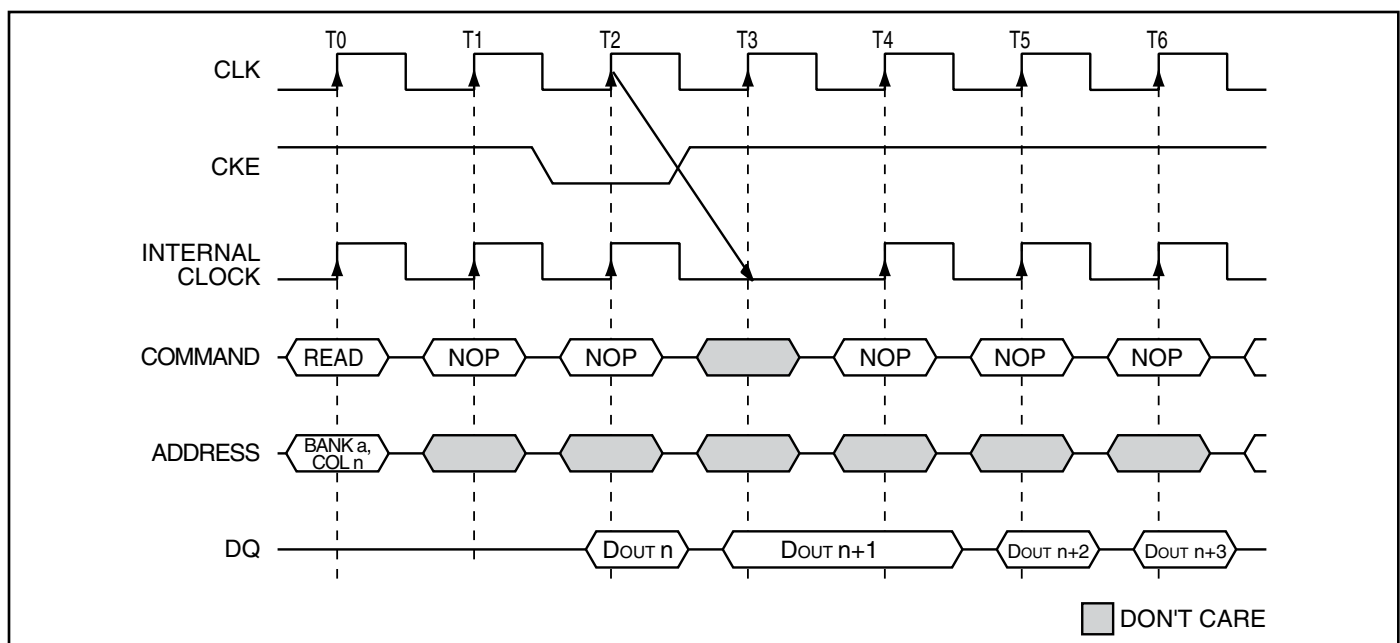 T0 T1 T2 T3 T4 T5 T6
CLK
CKE
INTERNAL
CLOCK
COMMAND READ NOP NOP NOP NOP NOP
ADDRESS BANK a,
COL n
DQ DOUT n DOUT n+1 DOUT n+2 DOUT n+3
DON'T CARE